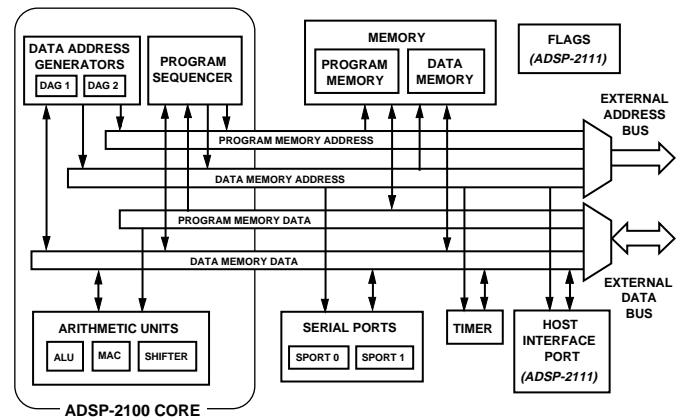 DATA ADDRESS
GENERATORS
DAG 1
DAG 2
PROGRAM
SEQUENCER
MEMORY
PROGRAM
MEMORY
DATA
MEMORY
FLAGS
(ADSP-2111)
EXTERNAL
ADDRESS
BUS
PROGRAM MEMORY ADDRESS
DATA MEMORY ADDRESS
PROGRAM MEMORY DATA
DATA MEMORY DATA
EXTERNAL
DATA
BUS
ARITHMETIC UNITS
ALU
MAC
SHIFTER
SERIAL PORTS
SPORT 0
SPORT 1
TIMER
HOST
INTERFACE
PORT
(ADSP-2111)
ADSP-2100 CORE